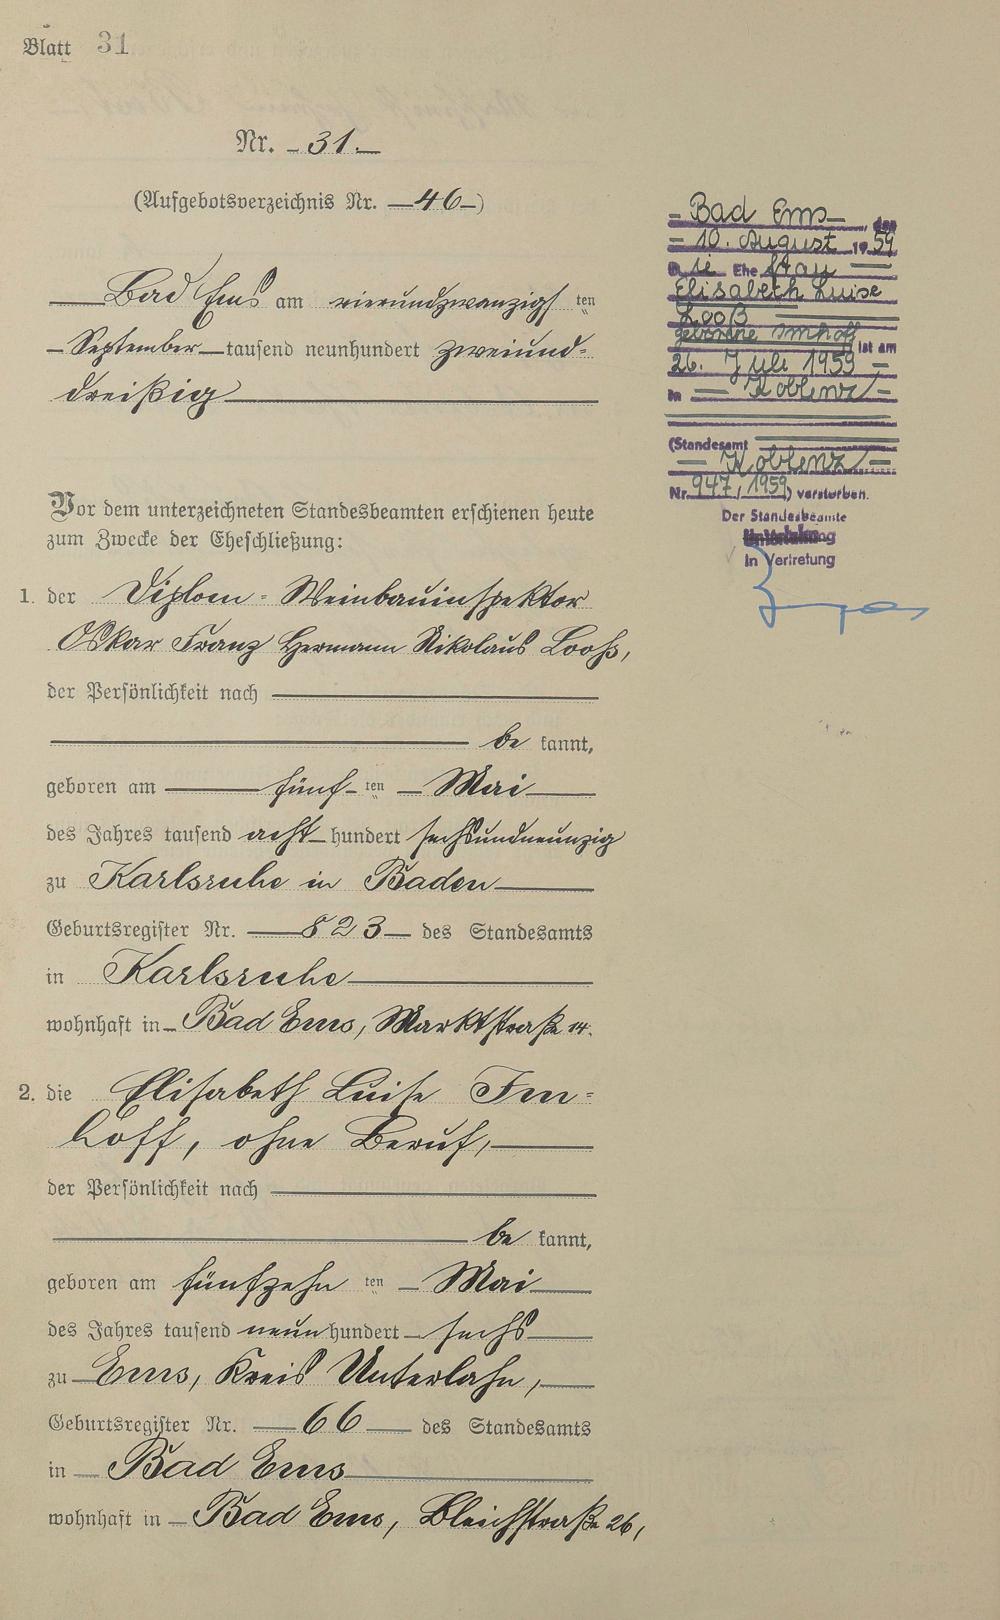 Blatt 31
Nr. 31.
(Aufgebotsverzeichnis Nr. 46)
Bad Ems am vierundzwanzigsten
September tausend neunhundert zweiund-
dreißig
Vor dem unterzeichneten Standesbeamten erschienen heute
zum Zwecke der Eheschließung:
1. der Diplom-Weinbauinspektor
Oskar Franz Hermann Nikolaus Looß,
der Persönlichkeit nach
bekannt,
geboren am fünften Mai
des Jahres tausend achthundert sechsundneunzig
zu Karlsruhe in Baden
Geburtsregister Nr. 823 des Standesamts
in Karlsruhe
wohnhaft in Bad Ems, Marktstraße 14.
2. die Elisabeth Luise Im-
hoff, ohne Beruf,
der Persönlichkeit nach
bekannt,
geboren am fünfzehnten Mai
des Jahres tausend neunhundert sechs
zu Ems, Kreis Unterlahn,
Geburtsregister Nr. 66 des Standesamts
in Bad Ems
wohnhaft in Bad Ems, Bleichstraße 26,
Bad Ems, den
10. August 1959
Die Ehefrau
Elisabeth Luise
Looß
geborene Imhoff ist am
26. Juli 1959
in Koblenz
(Standesamt
Koblenz
Nr. 947/1959) verstorben.
Der Standesbeamte
In Vertretung